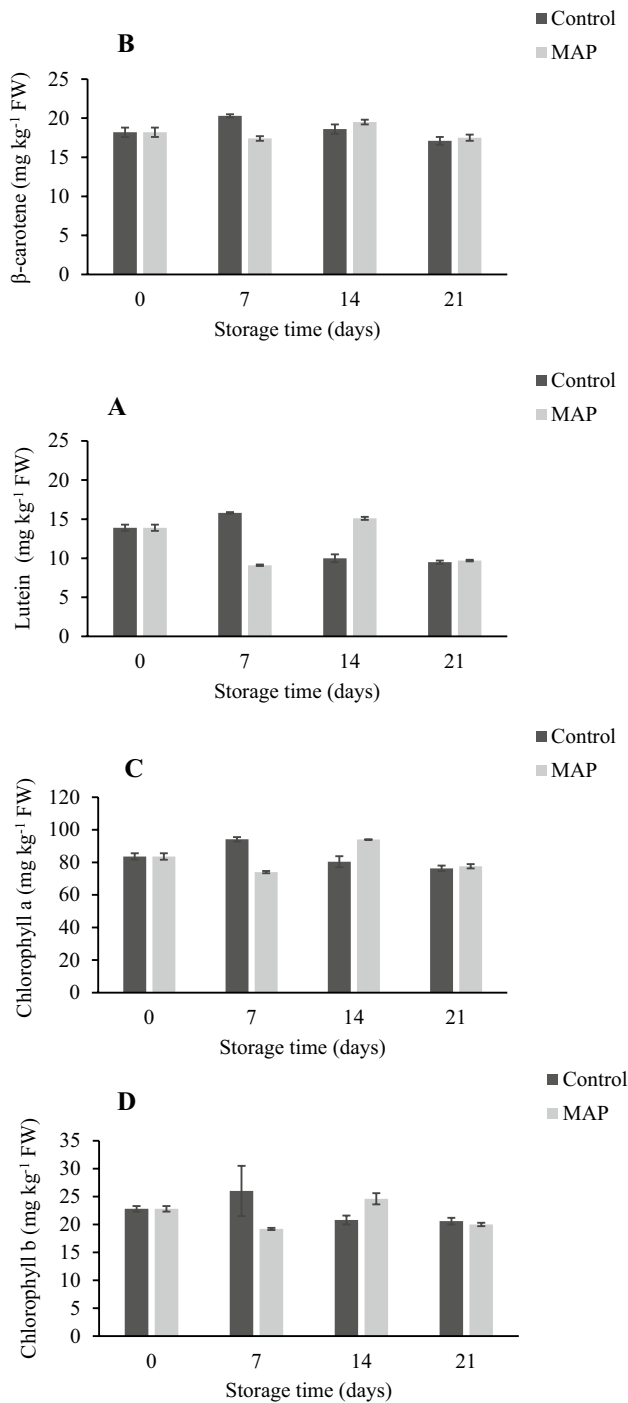 Control
MAP
B
β-carotene (mg kg⁻¹ FW)
25
20
15
10
5
0
0 7 14 21
Storage time (days)
Control
MAP
A
Lutein (mg kg⁻¹ FW)
25
20
15
10
5
0
0 7 14 21
Storage time (days)
Control
MAP
C
Chlorophyll a (mg kg⁻¹ FW)
120
100
80
60
40
20
0
0 7 14 21
Storage time (days)
Control
MAP
D
Chlorophyll b (mg kg⁻¹ FW)
35
30
25
20
15
10
5
0
0 7 14 21
Storage time (days)